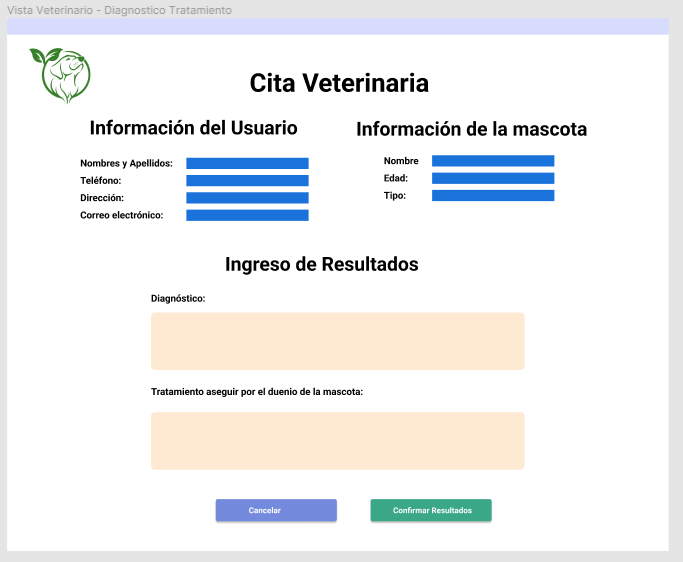 Vista Veterinario - Diagnostico Tratamiento
Cita Veterinaria
Información del Usuario
Nombres y Apellidos:
Teléfono:
Dirección:
Correo electrónico:
Información de la mascota
Nombre
Edad:
Tipo:
Ingreso de Resultados
Diagnóstico:
Tratamiento aseguir por el duenio de la mascota:
Cancelar
Confirmar Resultados